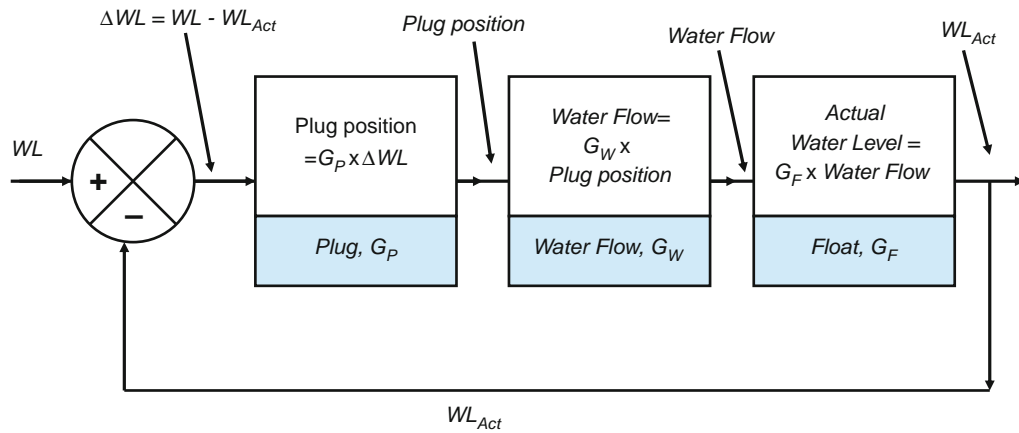 ΔWL = WL - WL_Act
Plug position
Water Flow
WL_Act
WL
+
−
Plug position
=G_P x ΔWL
Plug, G_P
Water Flow=
G_W x
Plug position
Water Flow, G_W
Actual
Water Level =
G_F x Water Flow
Float, G_F
WL_Act